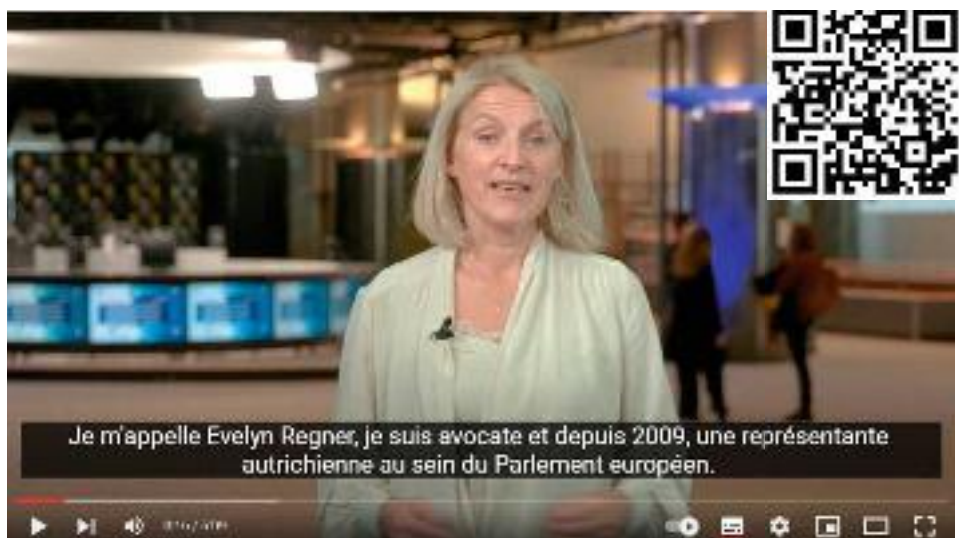 Je m'appelle Evelyn Regner, je suis avocate et depuis 2009, une représentante
autrichienne au sein du Parlement européen.